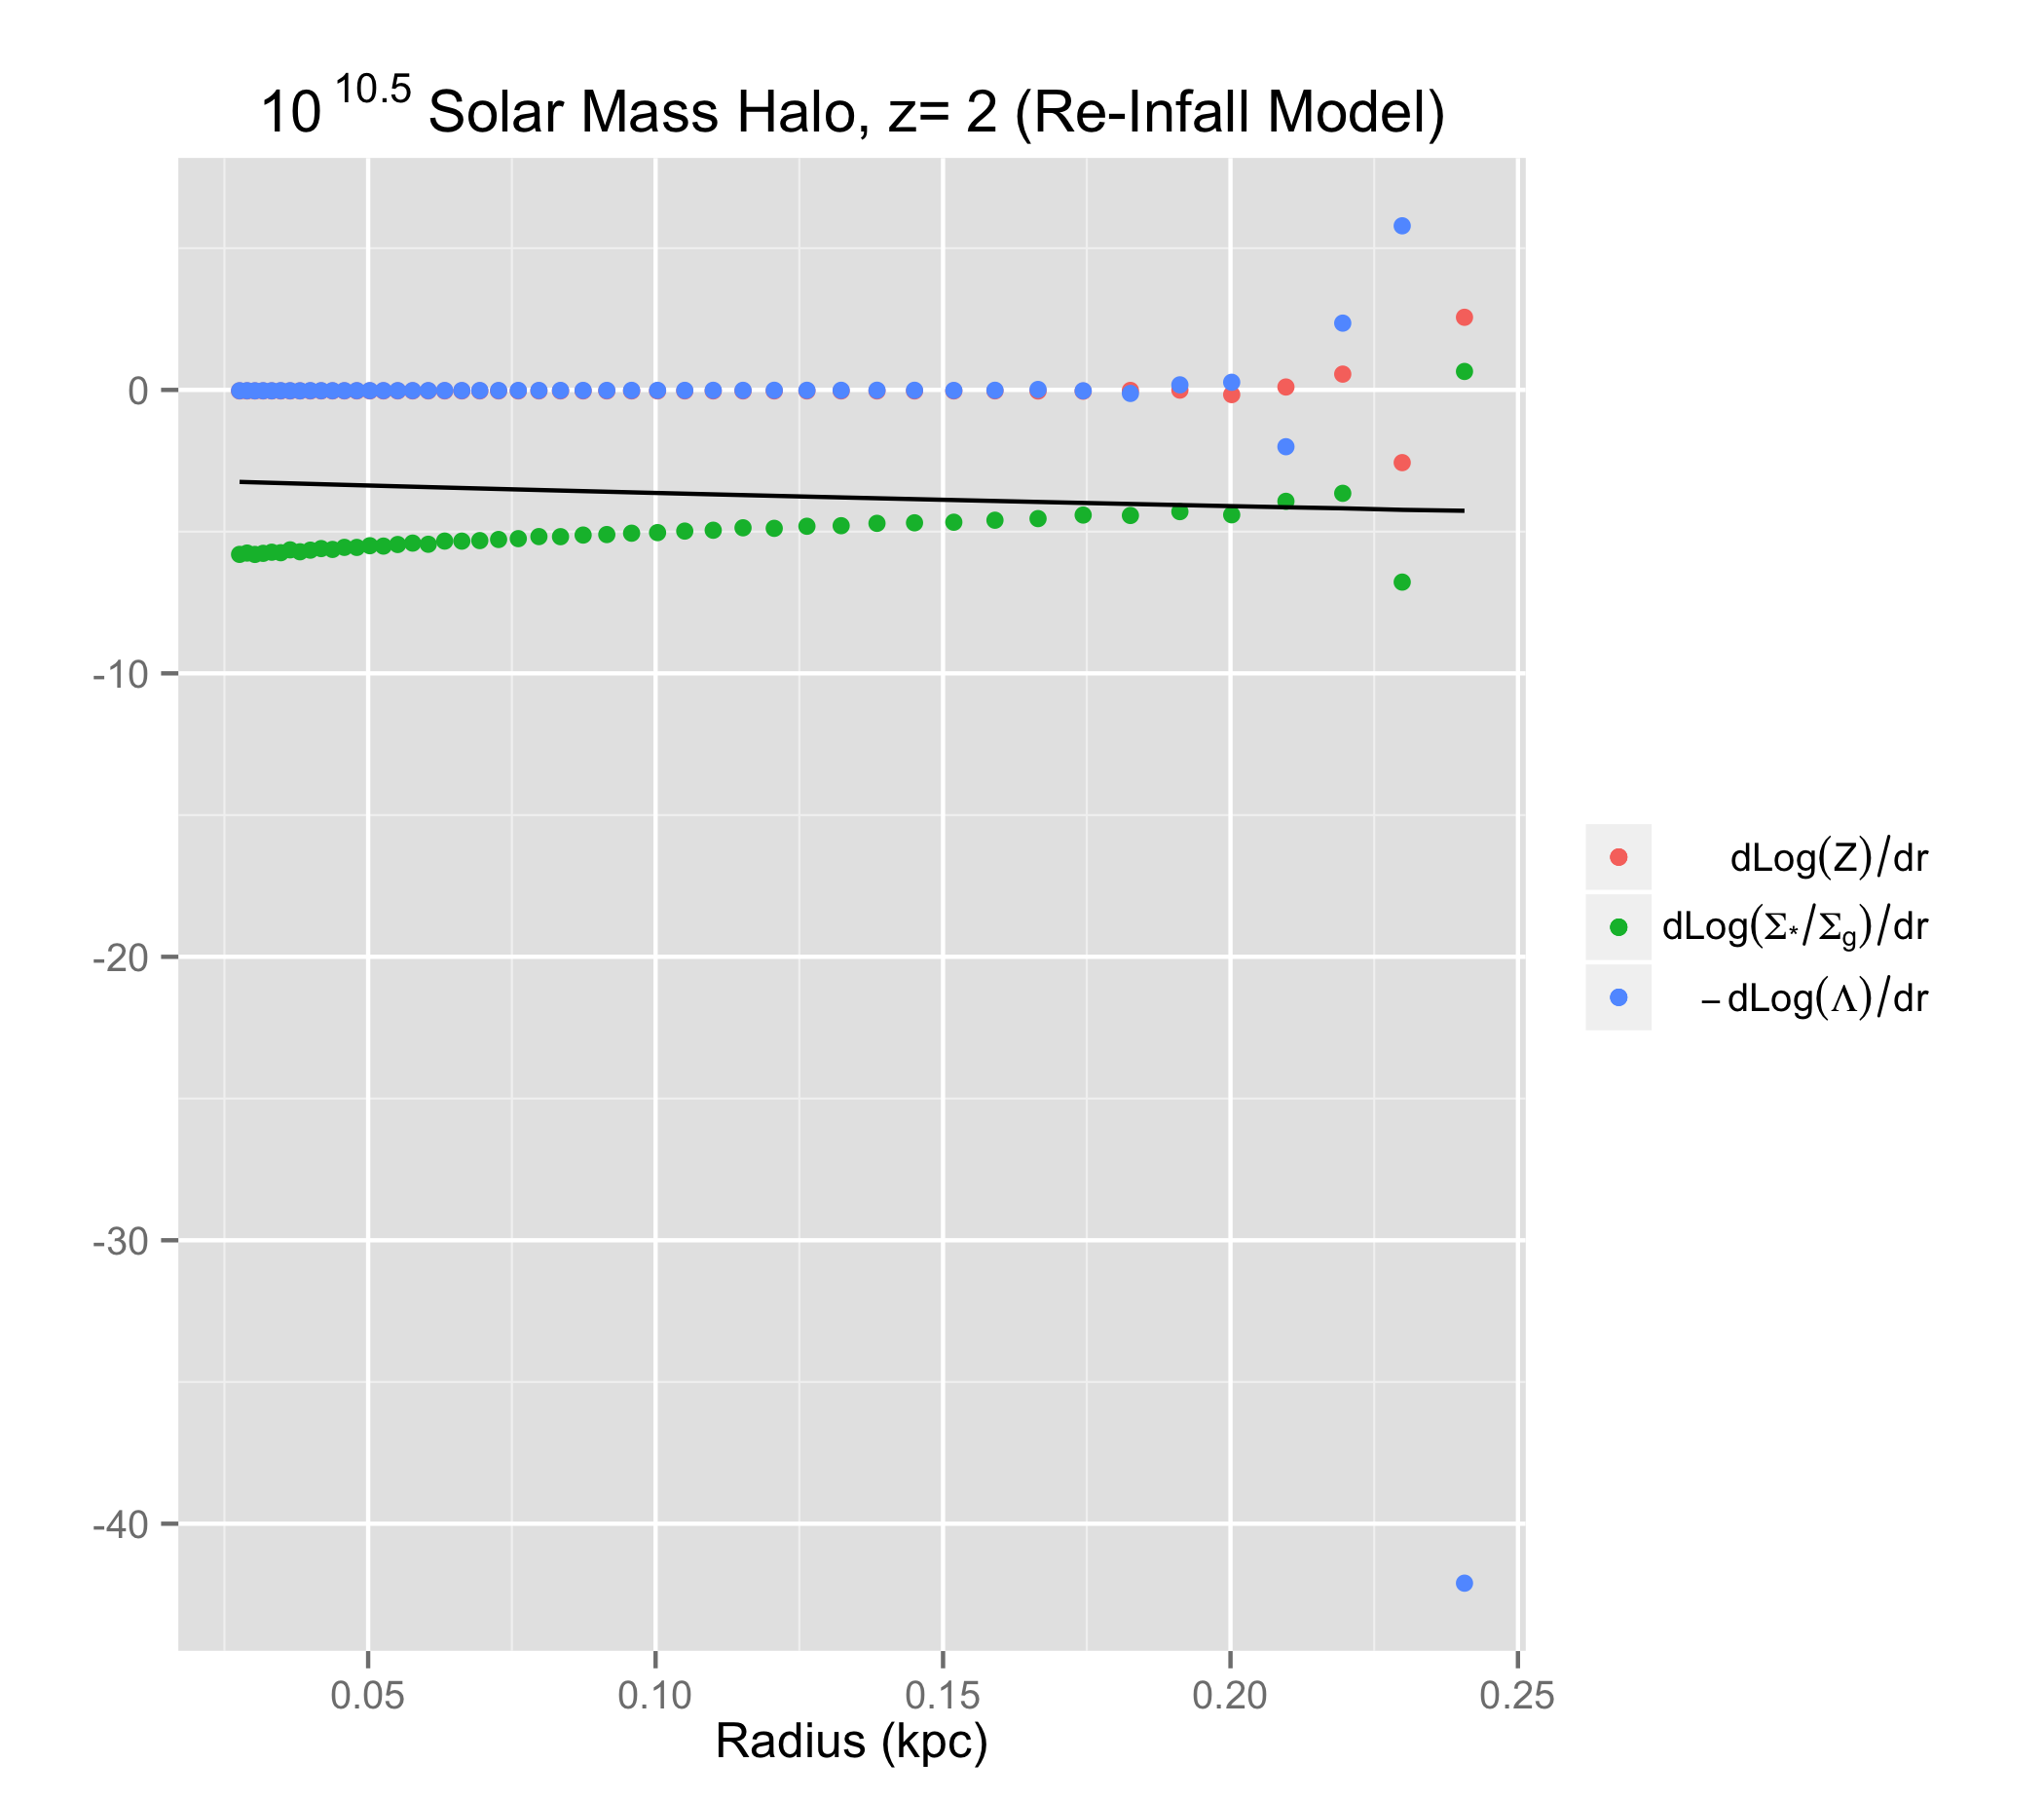 10^10.5 Solar Mass Halo, z= 2 (Re-Infall Model)
0
-10
-20
-30
-40
0.05 0.10 0.15 0.20 0.25
Radius (kpc)
dLog(Z)/dr
dLog(Σ*/Σg)/dr
−dLog(Λ)/dr